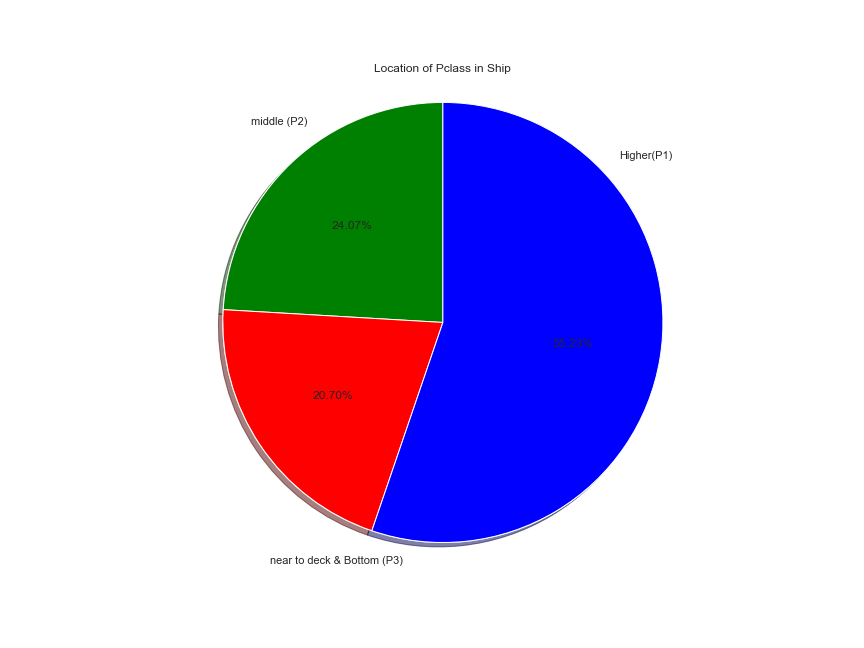 Location of Pclass in Ship
middle (P2)
Higher(P1)
24.07%
20.70%
near to deck & Bottom (P3)